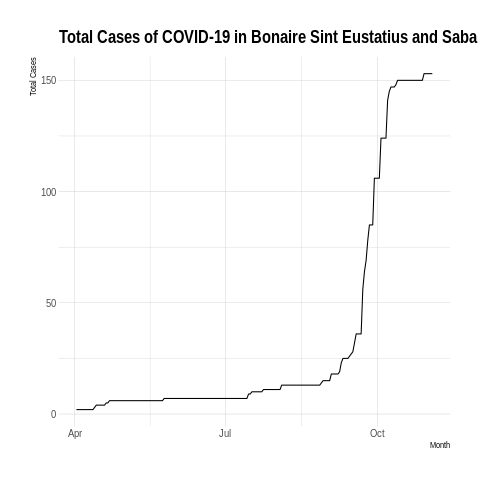 Total Cases of COVID-19 in Bonaire Sint Eustatius and Saba
Total Cases
150
100
50
0
Apr
Jul
Oct
Month